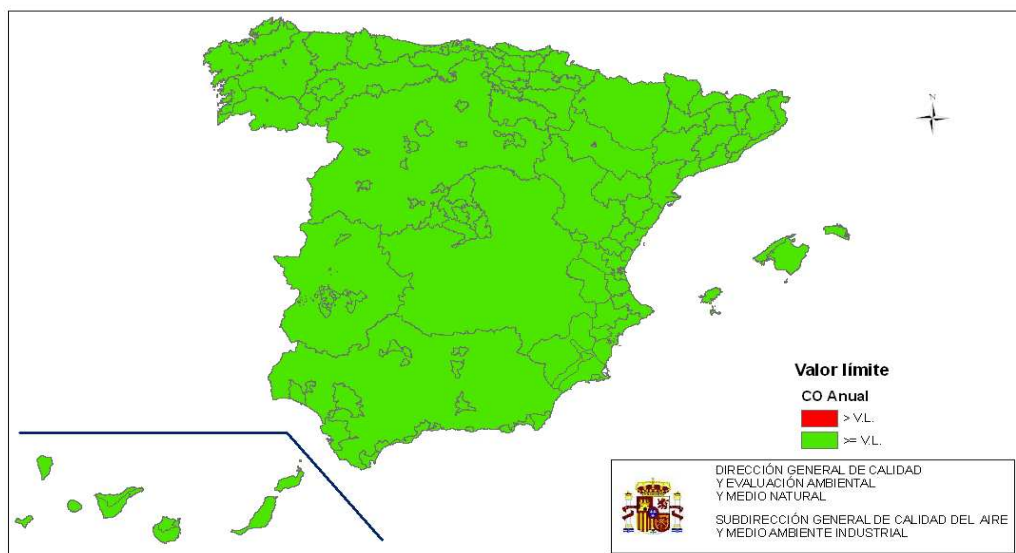 N
Valor límite
CO Anual
> V.L.
>= V.L.
DIRECCIÓN GENERAL DE CALIDAD
Y EVALUACIÓN AMBIENTAL
Y MEDIO NATURAL
SUBDIRECCIÓN GENERAL DE CALIDAD DEL AIRE
Y MEDIO AMBIENTE INDUSTRIAL